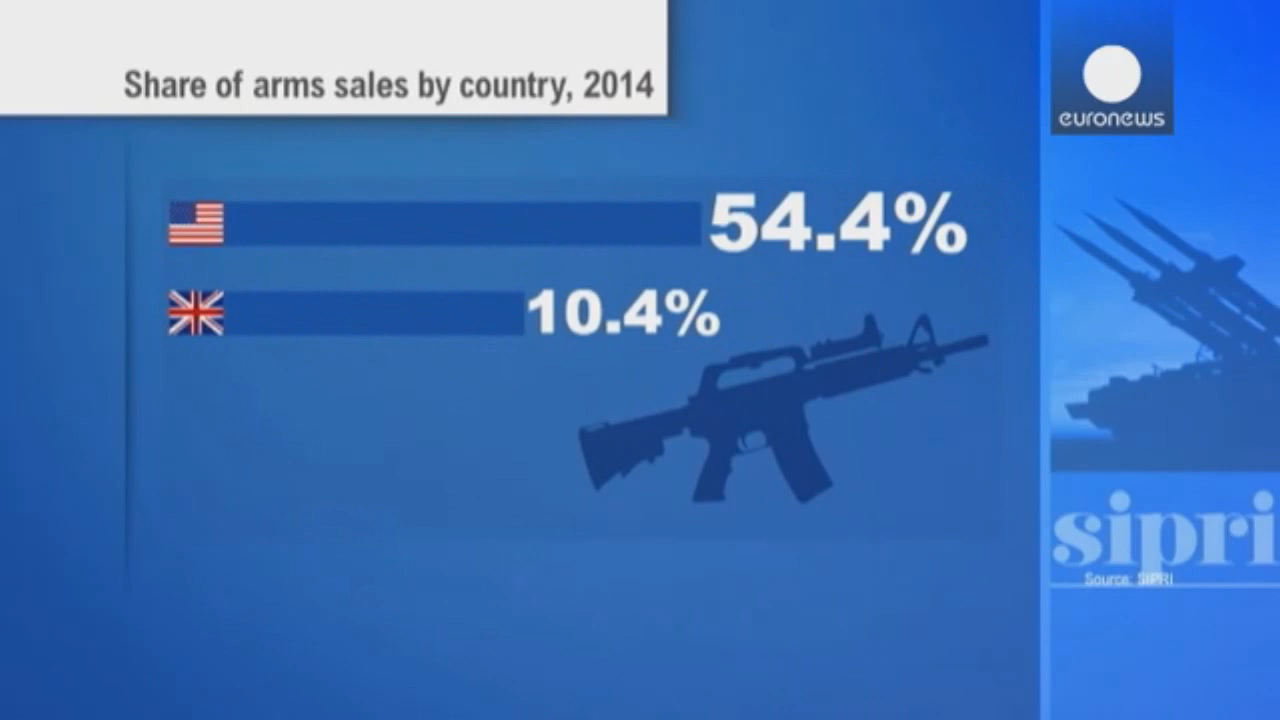 Share of arms sales by country, 2014
euronews
54.4%
10.4%
sipri
Source: SIPRI